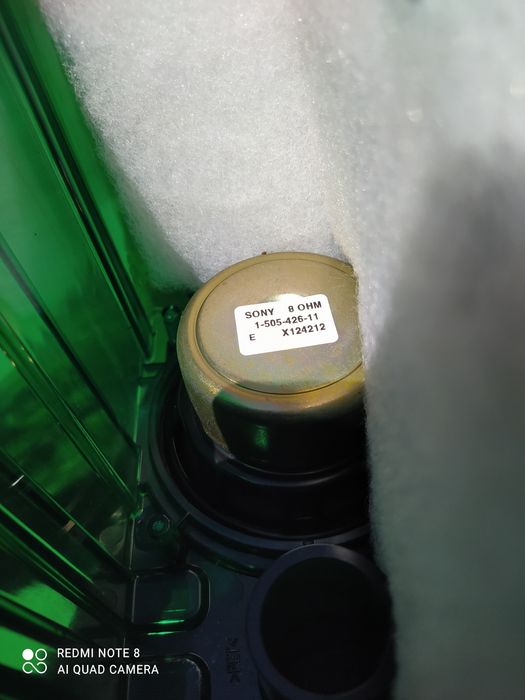 SONY 8 OHM
1-505-426-11
E X124212
REDMI NOTE 8
AI QUAD CAMERA